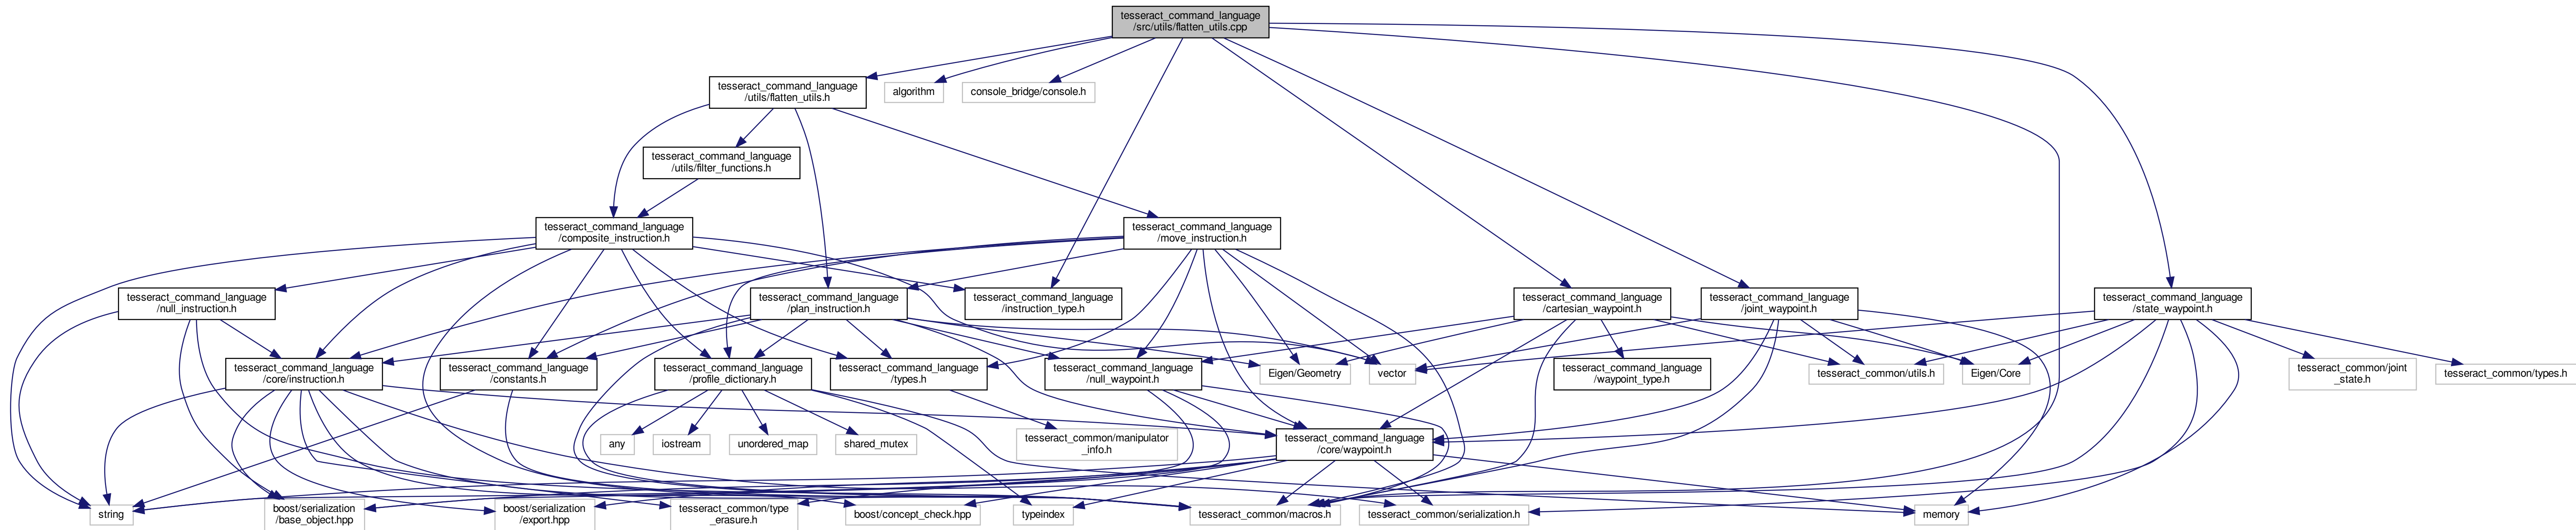 tesseract_command_language
/src/utils/flatten_utils.cpp
tesseract_command_language
/utils/flatten_utils.h
algorithm
console_bridge/console.h
tesseract_command_language
/utils/filter_functions.h
tesseract_command_language
/composite_instruction.h
tesseract_command_language
/move_instruction.h
tesseract_command_language
/null_instruction.h
tesseract_command_language
/plan_instruction.h
tesseract_command_language
/instruction_type.h
tesseract_command_language
/cartesian_waypoint.h
tesseract_command_language
/joint_waypoint.h
tesseract_command_language
/state_waypoint.h
tesseract_command_language
/core/instruction.h
tesseract_command_language
/constants.h
tesseract_command_language
/profile_dictionary.h
tesseract_command_language
/types.h
tesseract_command_language
/null_waypoint.h
Eigen/Geometry
vector
tesseract_command_language
/waypoint_type.h
tesseract_common/utils.h
Eigen/Core
tesseract_common/joint
_state.h
tesseract_common/types.h
any
iostream
unordered_map
shared_mutex
tesseract_common/manipulator
_info.h
tesseract_command_language
/core/waypoint.h
string
boost/serialization
/base_object.hpp
boost/serialization
/export.hpp
tesseract_common/type
_erasure.h
boost/concept_check.hpp
typeindex
tesseract_common/macros.h
tesseract_common/serialization.h
memory